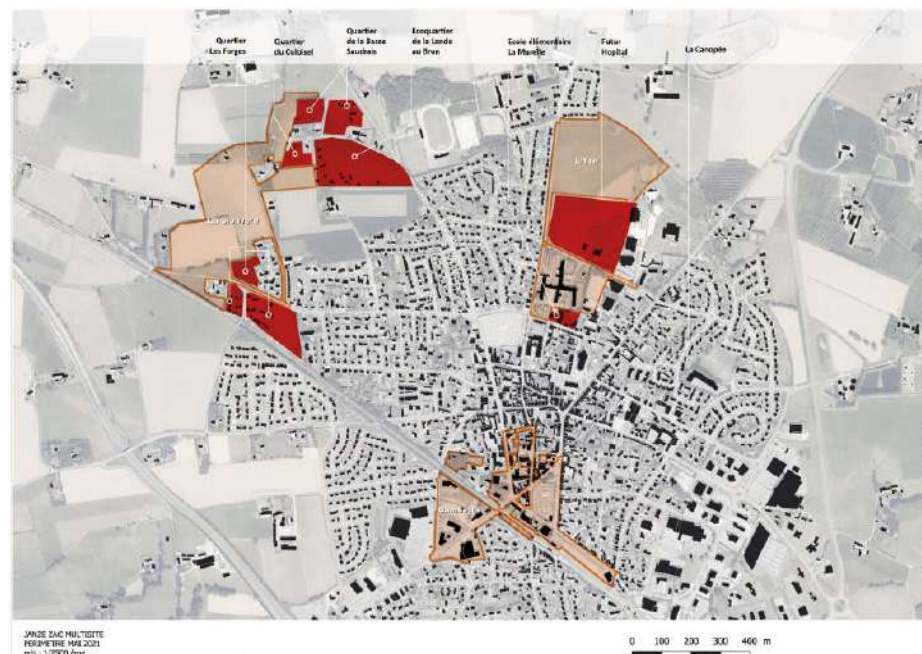 Quartier
Les Forges
Quartier
du Coloisel
Quartier
de la Basse
Saudrais
Ecoquartier
de la Lande
au Brun
Ecole élémentaire
La Marelle
Futur
Hopital
La Canopée
L'Yze
JANZE ZAC MULTISITE
PERIMETRE MAI 2021
0 100 200 300 400 m